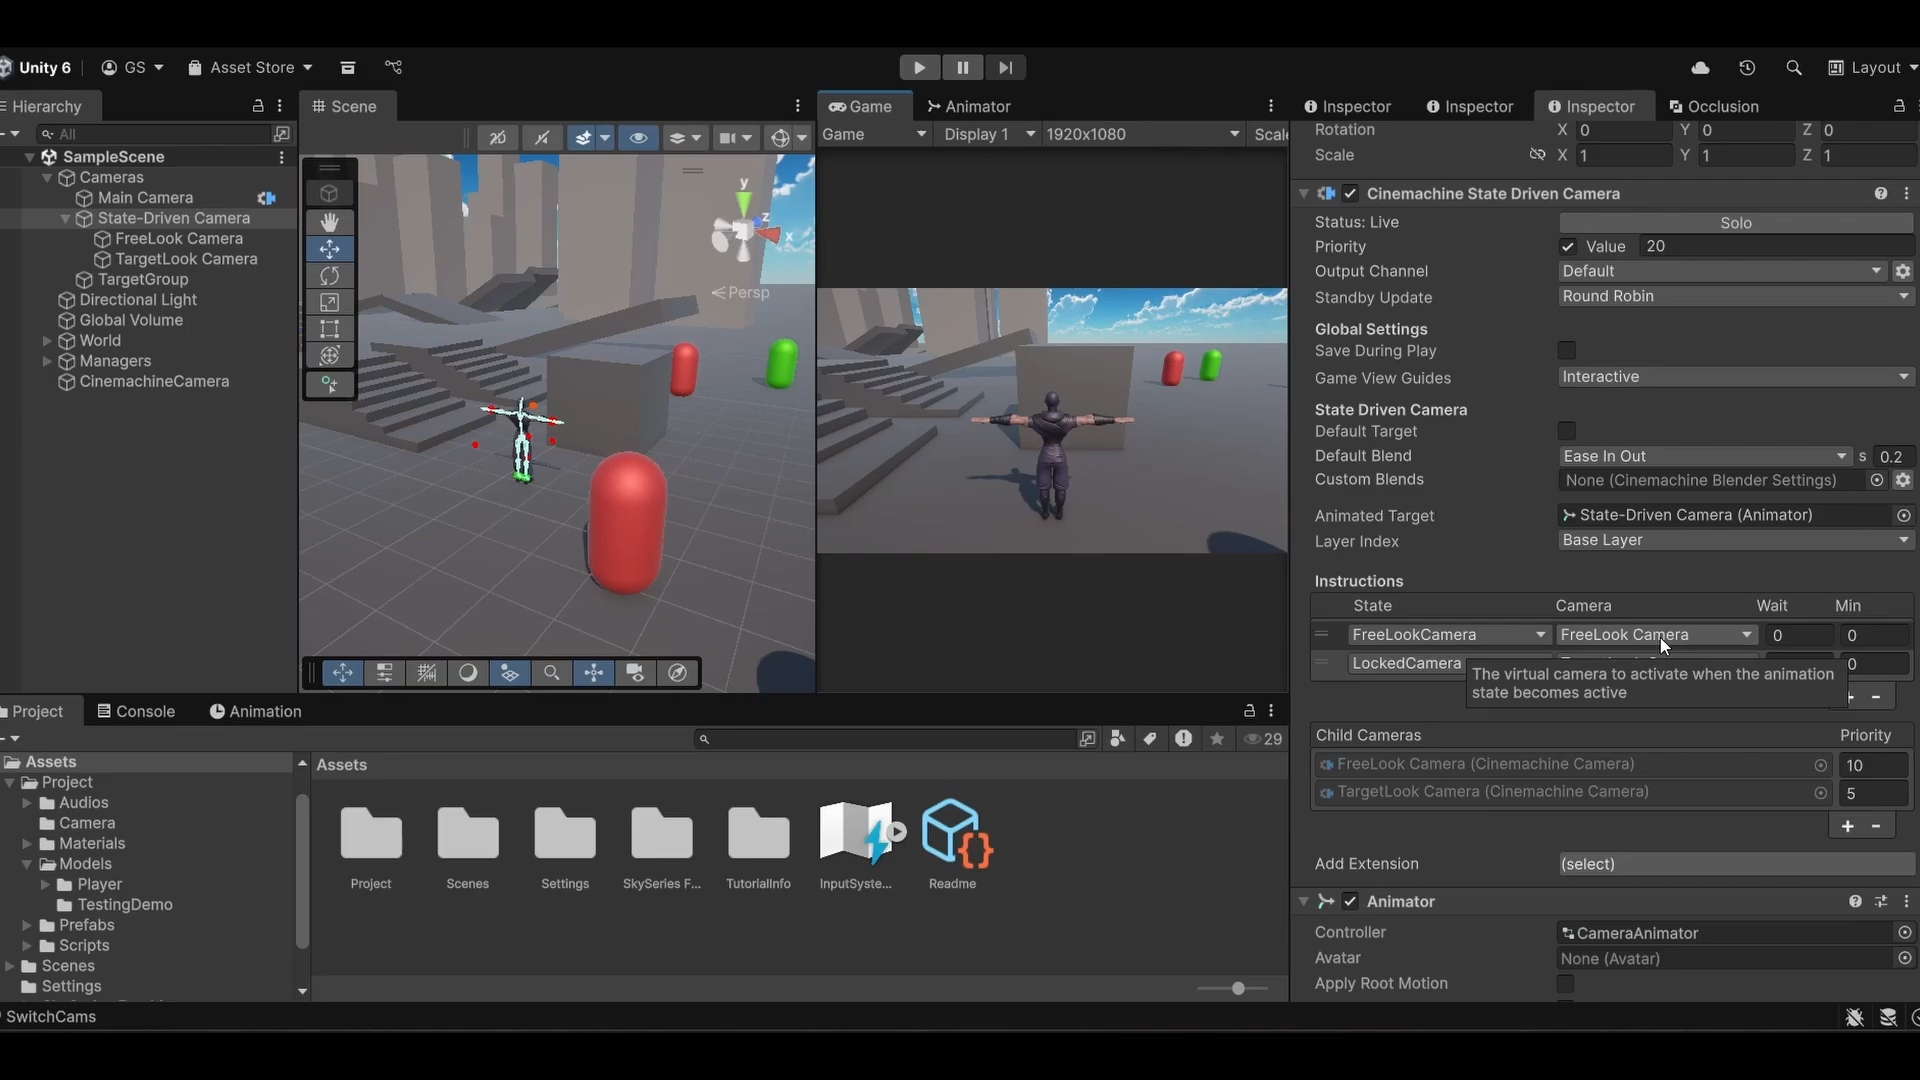 Unity 6
GS
Asset Store
Layout
Hierarchy
Scene
Game
Animator
Inspector
Inspector
Inspector
Occlusion
All
2D
Game
Display 1
1920x1080
Scale
SampleScene
Cameras
Main Camera
State-Driven Camera
FreeLook Camera
TargetLook Camera
TargetGroup
Directional Light
Global Volume
World
Managers
CinemachineCamera
y
z
x
Persp
Rotation
X 0 Y 0 Z 0
Scale
X 1 Y 1 Z 1
Cinemachine State Driven Camera
Status: Live
Solo
Priority
Value 20
Output Channel
Default
Standby Update
Round Robin
Global Settings
Save During Play
Game View Guides
Interactive
State Driven Camera
Default Target
Default Blend
Ease In Out
s 0.2
Custom Blends
None (Cinemachine Blender Settings)
Animated Target
State-Driven Camera (Animator)
Layer Index
Base Layer
Instructions
State Camera Wait Min
FreeLookCamera FreeLook Camera 0 0
LockedCamera 0
The virtual camera to activate when the animation
state becomes active
Child Cameras Priority
FreeLook Camera (Cinemachine Camera) 10
TargetLook Camera (Cinemachine Camera) 5
Add Extension
(select)
Animator
Controller
CameraAnimator
Avatar
None (Avatar)
Apply Root Motion
Project
Console
Animation
29
Assets
Project
Audios
Camera
Materials
Models
Player
TestingDemo
Prefabs
Scripts
Scenes
Settings
Assets
Project
Scenes
Settings
SkySeries F...
TutorialInfo
InputSyste...
Readme
SwitchCams